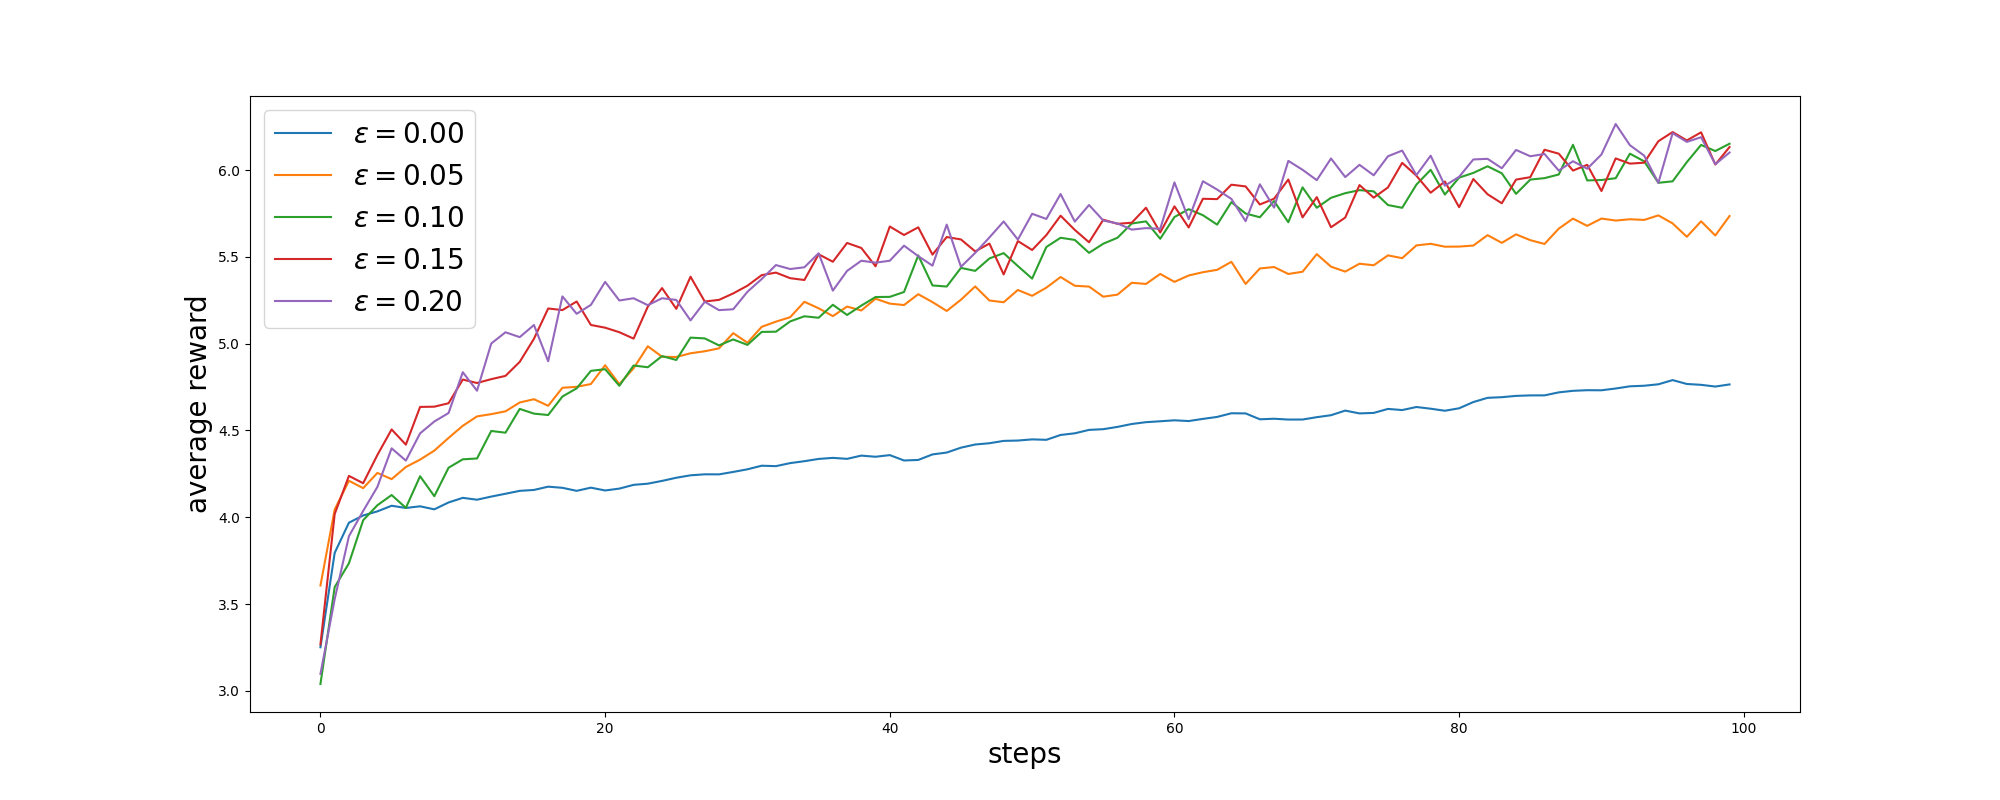 ε = 0.00
ε = 0.05
ε = 0.10
ε = 0.15
ε = 0.20
average reward
6.0
5.5
5.0
4.5
4.0
3.5
3.0
0 20 40 60 80 100
steps